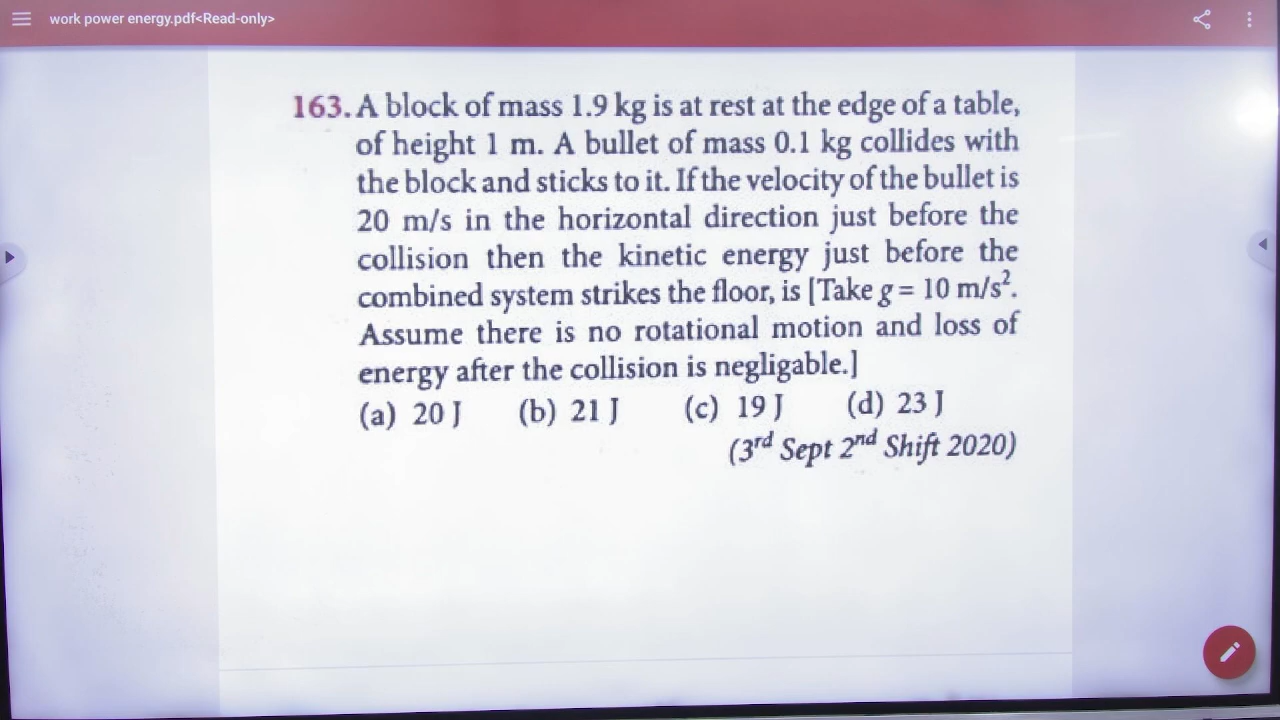 work power energy.pdf<Read-only>
163. A block of mass 1.9 kg is at rest at the edge of a table,
of height 1 m. A bullet of mass 0.1 kg collides with
the block and sticks to it. If the velocity of the bullet is
20 m/s in the horizontal direction just before the
collision then the kinetic energy just before the
combined system strikes the floor, is [Take g = 10 m/s².
Assume there is no rotational motion and loss of
energy after the collision is negligable.]
(a) 20 J (b) 21 J (c) 19 J (d) 23 J
(3rd Sept 2nd Shift 2020)